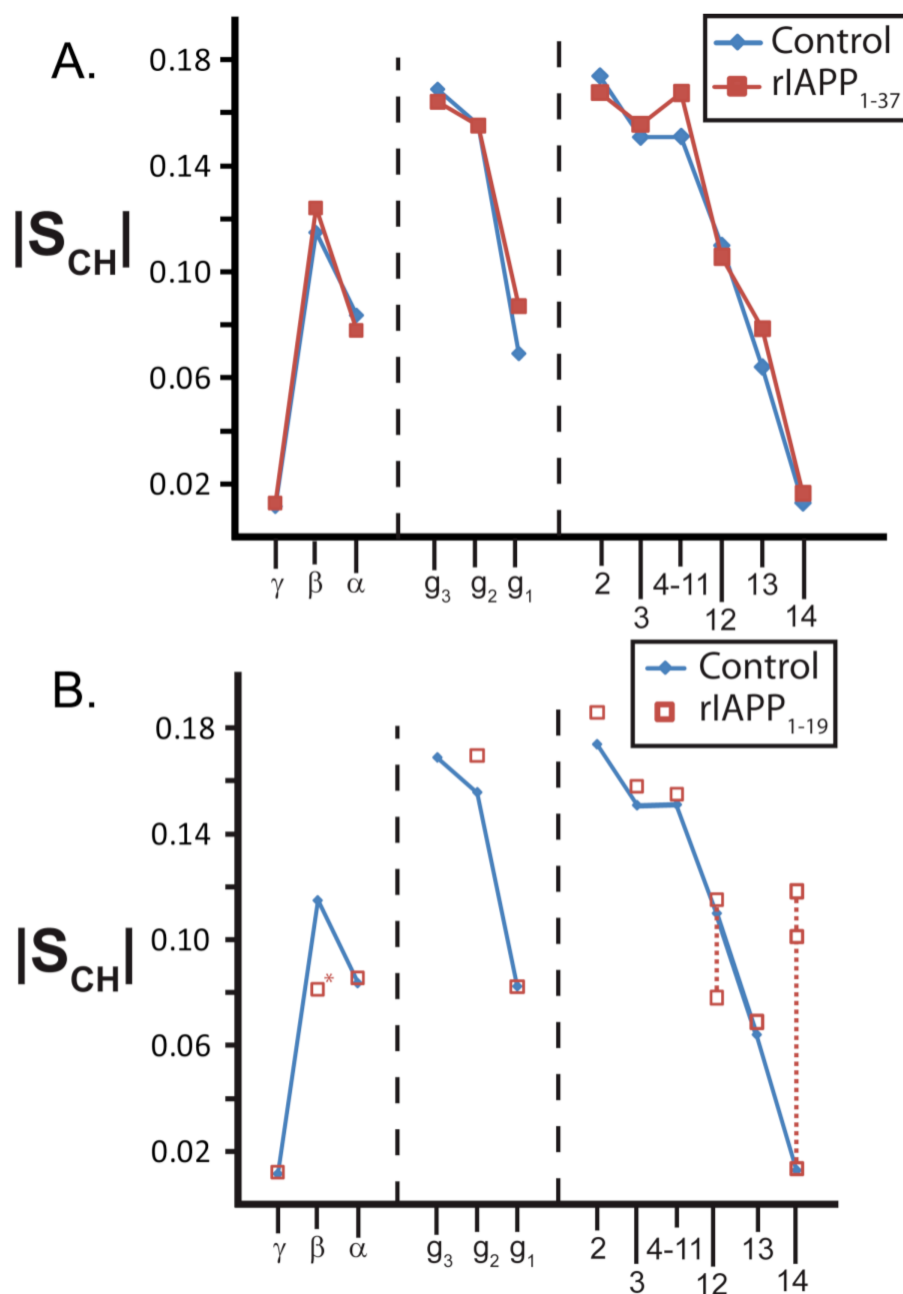 A.
Control
rIAPP1-37
0.18
0.14
|SCH|
0.10
0.06
0.02
γ β α g3 g2 g1 2 3 4-11 12 13 14
B.
Control
rIAPP1-19
0.18
0.14
|SCH|
0.10
*
0.06
0.02
γ β α g3 g2 g1 2 3 4-11 12 13 14